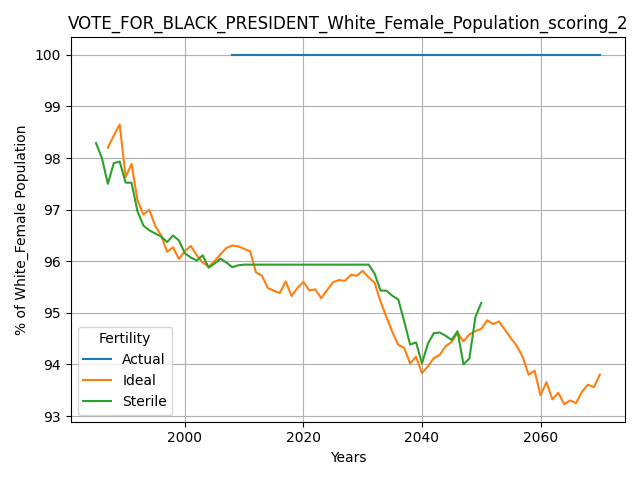 VOTE_FOR_BLACK_PRESIDENT_White_Female_Population_scoring_2
% of White_Female Population
100
99
98
97
96
95
94
93
Fertility
Actual
Ideal
Sterile
2000
2020
2040
2060
Years